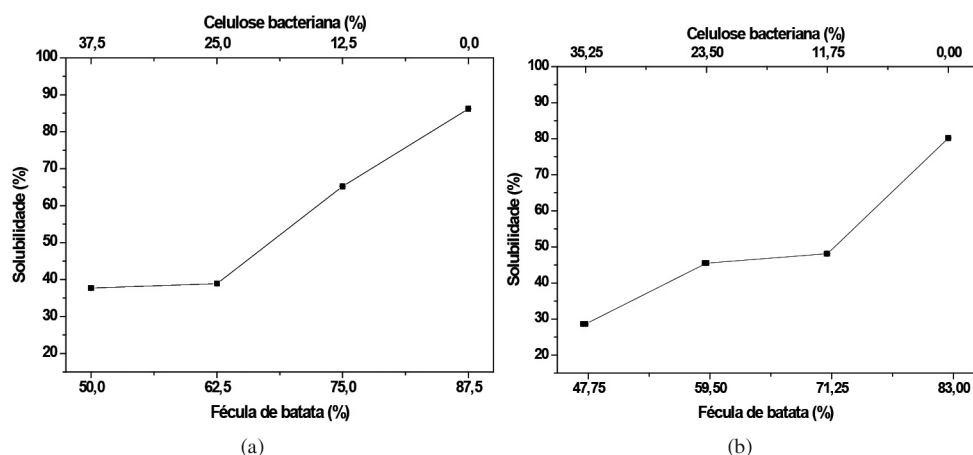 Celulose bacteriana (%)
37,5 25,0 12,5 0,0
100
90
80
70
60
50
40
30
20
Solubilidade (%)
50,0 62,5 75,0 87,5
Fécula de batata (%)
(a)
Celulose bacteriana (%)
35,25 23,50 11,75 0,00
100
90
80
70
60
50
40
30
20
Solubilidade (%)
47,75 59,50 71,25 83,00
Fécula de batata (%)
(b)